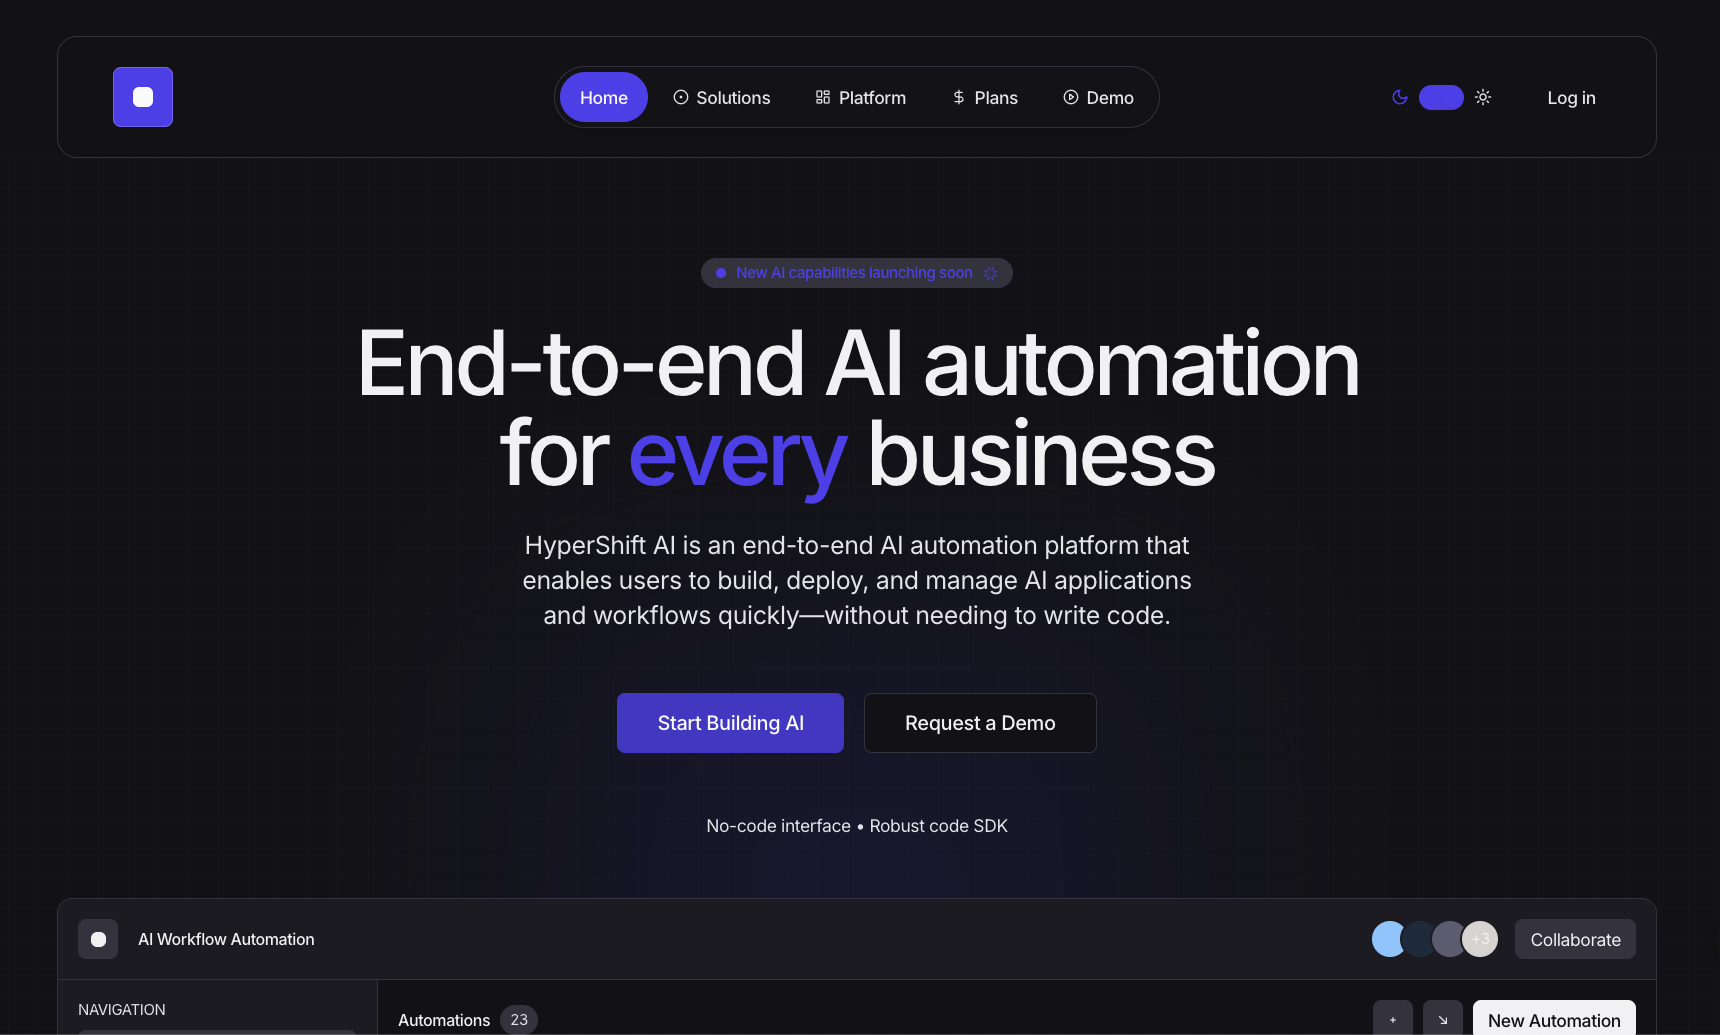 Home
Solutions
Platform
Plans
Demo
Log in
New AI capabilities launching soon
End-to-end AI automation
for every business
HyperShift AI is an end-to-end AI automation platform that
enables users to build, deploy, and manage AI applications
and workflows quickly—without needing to write code.
Start Building AI
Request a Demo
No-code interface • Robust code SDK
AI Workflow Automation
+3
Collaborate
NAVIGATION
Automations 23
New Automation